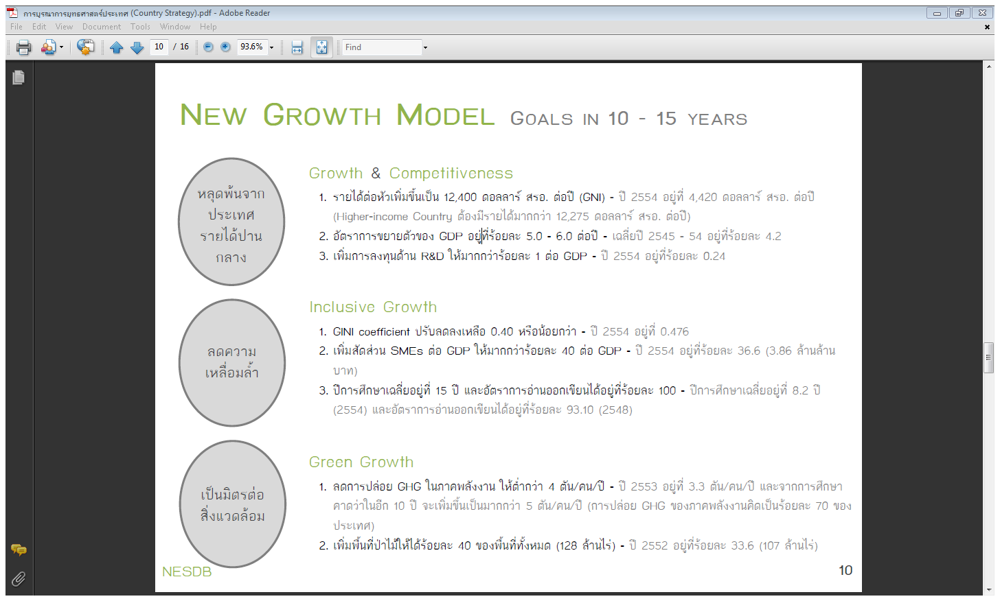 การบูรณาการยุทธศาสตร์ประเทศ (Country Strategy).pdf - Adobe Reader
File Edit View Document Tools Window Help
10 / 16 93.6% Find
NEW GROWTH MODEL GOALS IN 10 - 15 YEARS
หลุดพ้นจาก
ประเทศ
รายได้ปาน
กลาง
Growth & Competitiveness
1. รายได้ต่อหัวเพิ่มขึ้นเป็น 12,400 ดอลลาร์ สรอ. ต่อปี (GNI) - ปี 2554 อยู่ที่ 4,420 ดอลลาร์ สรอ. ต่อปี
(Higher-income Country ต้องมีรายได้มากกว่า 12,275 ดอลลาร์ สรอ. ต่อปี)
2. อัตราการขยายตัวของ GDP อยู่ที่ร้อยละ 5.0 - 6.0 ต่อปี - เฉลี่ยปี 2545 - 54 อยู่ที่ร้อยละ 4.2
3. เพิ่มการลงทุนด้าน R&D ให้มากกว่าร้อยละ 1 ต่อ GDP - ปี 2554 อยู่ที่ร้อยละ 0.24
ลดความ
เหลื่อมล้ำ
Inclusive Growth
1. GINI coefficient ปรับลดลงเหลือ 0.40 หรือน้อยกว่า - ปี 2554 อยู่ที่ 0.476
2. เพิ่มสัดส่วน SMEs ต่อ GDP ให้มากกว่าร้อยละ 40 ต่อ GDP - ปี 2554 อยู่ที่ร้อยละ 36.6 (3.86 ล้านล้าน
บาท)
3. ปีการศึกษาเฉลี่ยอยู่ที่ 15 ปี และอัตราการอ่านออกเขียนได้อยู่ที่ร้อยละ 100 - ปีการศึกษาเฉลี่ยอยู่ที่ 8.2 ปี
(2554) และอัตราการอ่านออกเขียนได้อยู่ที่ร้อยละ 93.10 (2548)
เป็นมิตรต่อ
สิ่งแวดล้อม
Green Growth
1. ลดการปล่อย GHG ในภาคพลังงาน ให้ต่ำกว่า 4 ตัน/คน/ปี - ปี 2553 อยู่ที่ 3.3 ตัน/คน/ปี และจากการศึกษา
คาดว่าในอีก 10 ปี จะเพิ่มขึ้นเป็นมากกว่า 5 ตัน/คน/ปี (การปล่อย GHG ของภาคพลังงานคิดเป็นร้อยละ 70 ของ
ประเทศ)
2. เพิ่มพื้นที่ป่าไม้ให้ได้ร้อยละ 40 ของพื้นที่ทั้งหมด (128 ล้านไร่) - ปี 2552 อยู่ที่ร้อยละ 33.6 (107 ล้านไร่)
NESDB
10